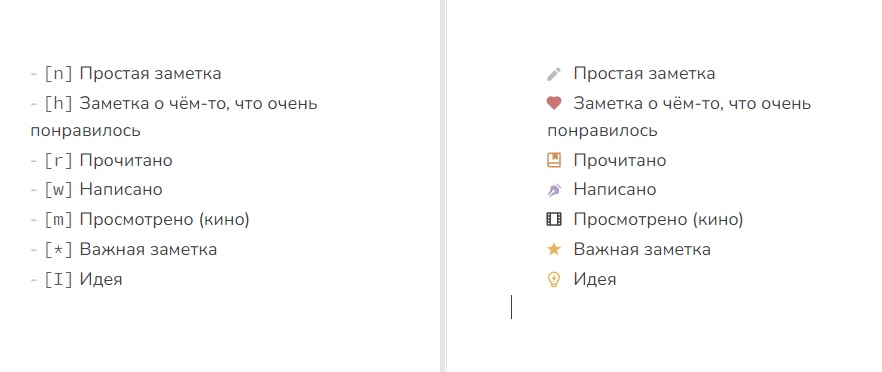 - [n] Простая заметка
- [h] Заметка о чём-то, что очень
понравилось
- [r] Прочитано
- [w] Написано
- [m] Просмотрено (кино)
- [*] Важная заметка
- [I] Идея
Простая заметка
Заметка о чём-то, что очень
понравилось
Прочитано
Написано
Просмотрено (кино)
Важная заметка
Идея